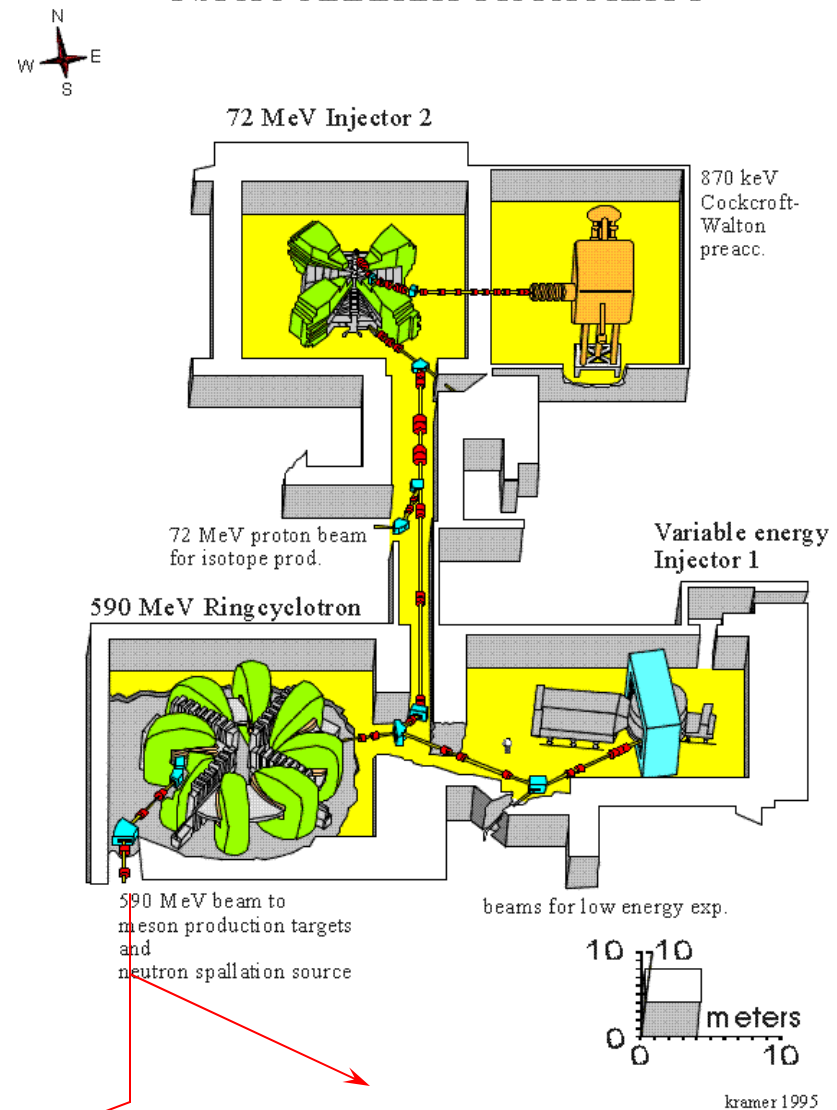 N
W E
S
72 MeV Injector 2
870 keV
Cockcroft-
Walton
preacc.
72 MeV proton beam
for isotope prod.
Variable energy
Injector 1
590 MeV Ringcyclotron
590 MeV beam to
meson production targets
and
neutron spallation source
beams for low energy exp.
10 10
meters
0
0 10
kramer 1995